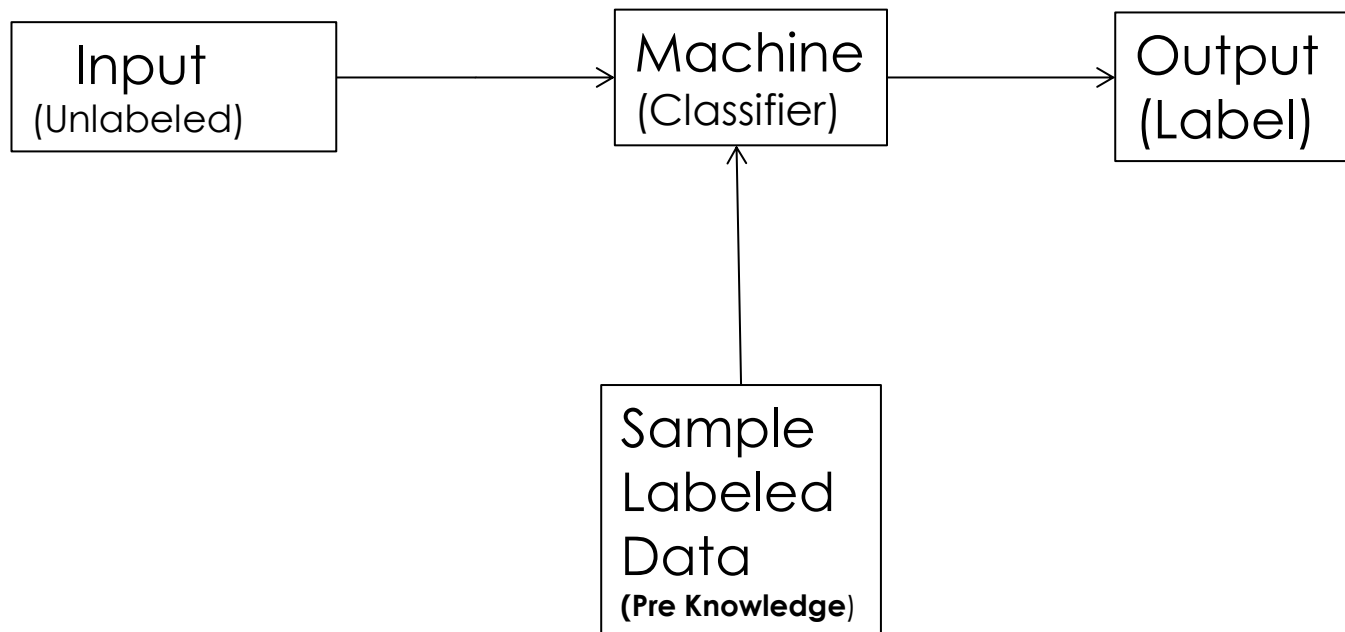 Input
(Unlabeled)
Machine
(Classifier)
Output
(Label)
Sample
Labeled
Data
(Pre Knowledge)